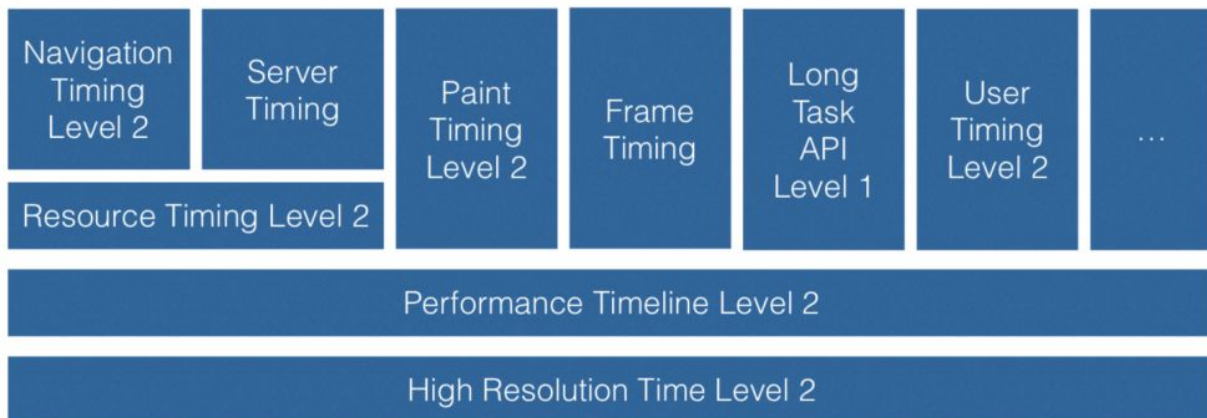 Navigation
Timing
Level 2
Server
Timing
Paint
Timing
Level 2
Frame
Timing
Long
Task
API
Level 1
User
Timing
Level 2
...
Resource Timing Level 2
Performance Timeline Level 2
High Resolution Time Level 2